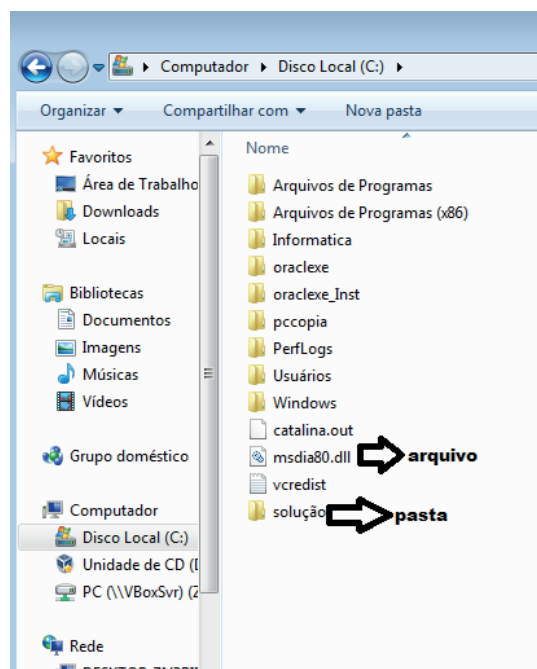 Computador Disco Local (C:)
Organizar Compartilhar com Nova pasta
Favoritos
Área de Trabalho
Downloads
Locais
Bibliotecas
Documentos
Imagens
Músicas
Vídeos
Grupo doméstico
Computador
Disco Local (C:)
Unidade de CD (D
PC (\\VBoxSvr) (Z
Rede
Nome
Arquivos de Programas
Arquivos de Programas (x86)
Informatica
oraclexe
oraclexe_Inst
pccopia
PerfLogs
Usuários
Windows
catalina.out
msdia80.dll arquivo
vcredist
solução pasta